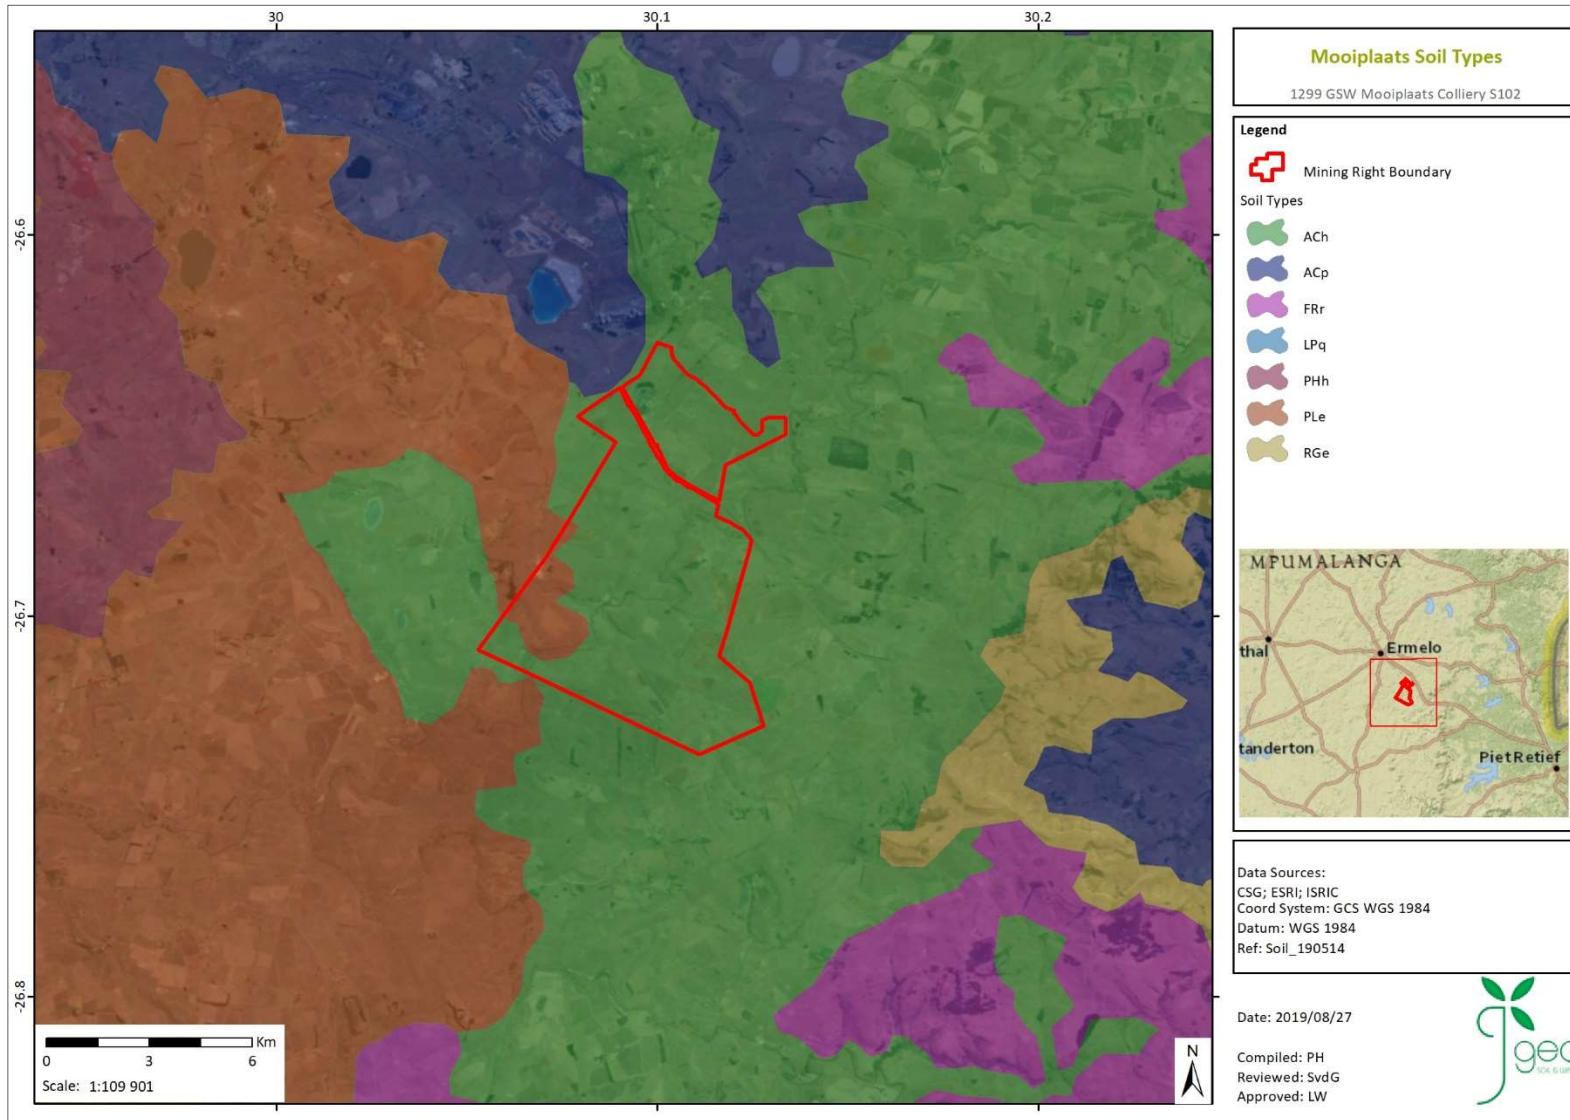 30
30.1
30.2
-26.6
-26.7
-26.8
0
3
6
Km
Scale: 1:109 901
N
Mooiplaats Soil Types
1299 GSW Mooiplaats Colliery S102
Legend
Mining Right Boundary
Soil Types
ACh
ACp
FRr
LPq
PHh
PLe
RGe
MPUMALANGA
thal
Ermelo
tanderton
Piet Retief
Data Sources:
CSG; ESRI; ISRIC
Coord System: GCS WGS 1984
Datum: WGS 1984
Ref: Soil_190514
Date: 2019/08/27
Compiled: PH
Reviewed: SvdG
Approved: LW